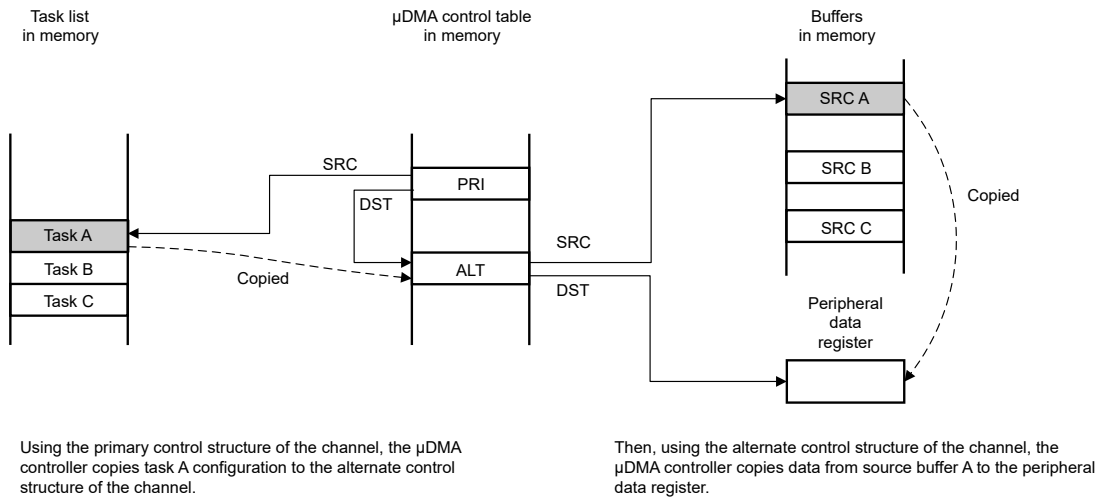 Task list
in memory
µDMA control table
in memory
Buffers
in memory
SRC A
SRC
PRI
SRC B
DST
Copied
SRC C
Task A
SRC
Task B
Copied
ALT
DST
Task C
Peripheral
data
register
Using the primary control structure of the channel, the µDMA
controller copies task A configuration to the alternate control
structure of the channel.
Then, using the alternate control structure of the channel, the
µDMA controller copies data from source buffer A to the peripheral
data register.